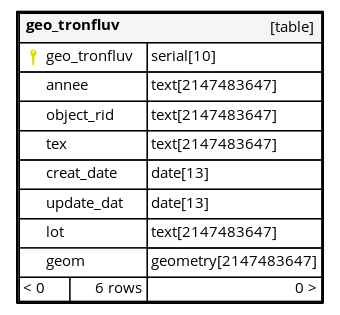 geo_tronfluv [table]
geo_tronfluv serial[10]
annee text[2147483647]
object_rid text[2147483647]
tex text[2147483647]
creat_date date[13]
update_dat date[13]
lot text[2147483647]
geom geometry[2147483647]
< 0 6 rows 0 >